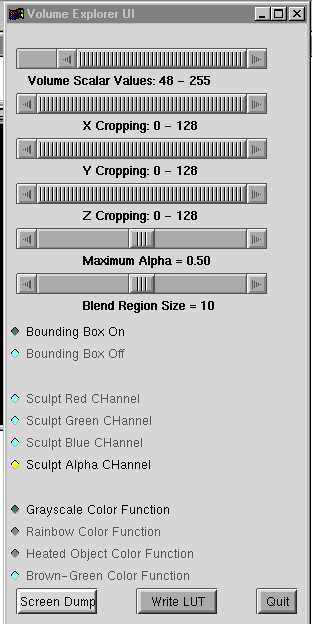 Volume Explorer UI
Volume Scalar Values: 48 - 255
X Cropping: 0 - 128
Y Cropping: 0 - 128
Z Cropping: 0 - 128
Maximum Alpha = 0.50
Blend Region Size = 10
Bounding Box On
Bounding Box Off
Sculpt Red CHannel
Sculpt Green CHannel
Sculpt Blue CHannel
Sculpt Alpha CHannel
Grayscale Color Function
Rainbow Color Function
Heated Object Color Function
Brown-Green Color Function
Screen Dump Write LUT Quit